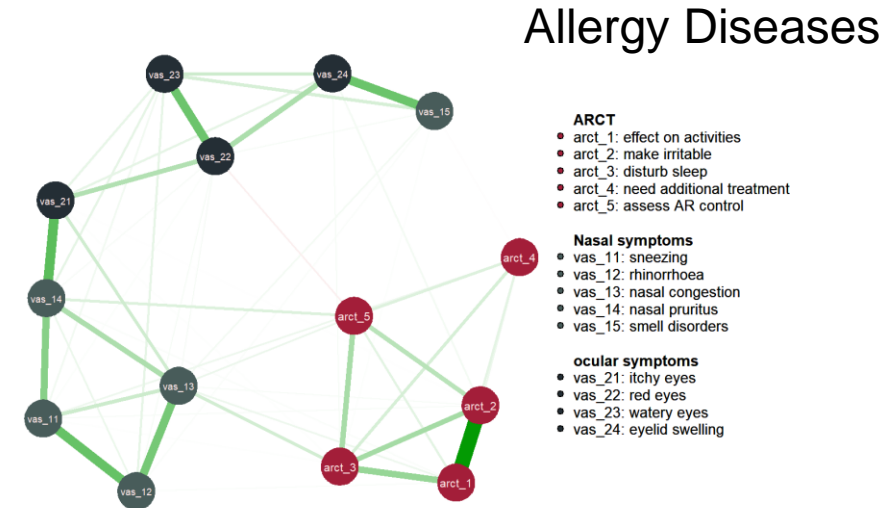 Allergy Diseases
vas_23
vas_24
vas_15
vas_22
vas_21
vas_14
vas_13
vas_11
vas_12
arct_4
arct_5
arct_2
arct_3
arct_1
ARCT
arct_1: effect on activities
arct_2: make irritable
arct_3: disturb sleep
arct_4: need additional treatment
arct_5: assess AR control
Nasal symptoms
vas_11: sneezing
vas_12: rhinorrhoea
vas_13: nasal congestion
vas_14: nasal pruritus
vas_15: smell disorders
ocular symptoms
vas_21: itchy eyes
vas_22: red eyes
vas_23: watery eyes
vas_24: eyelid swelling